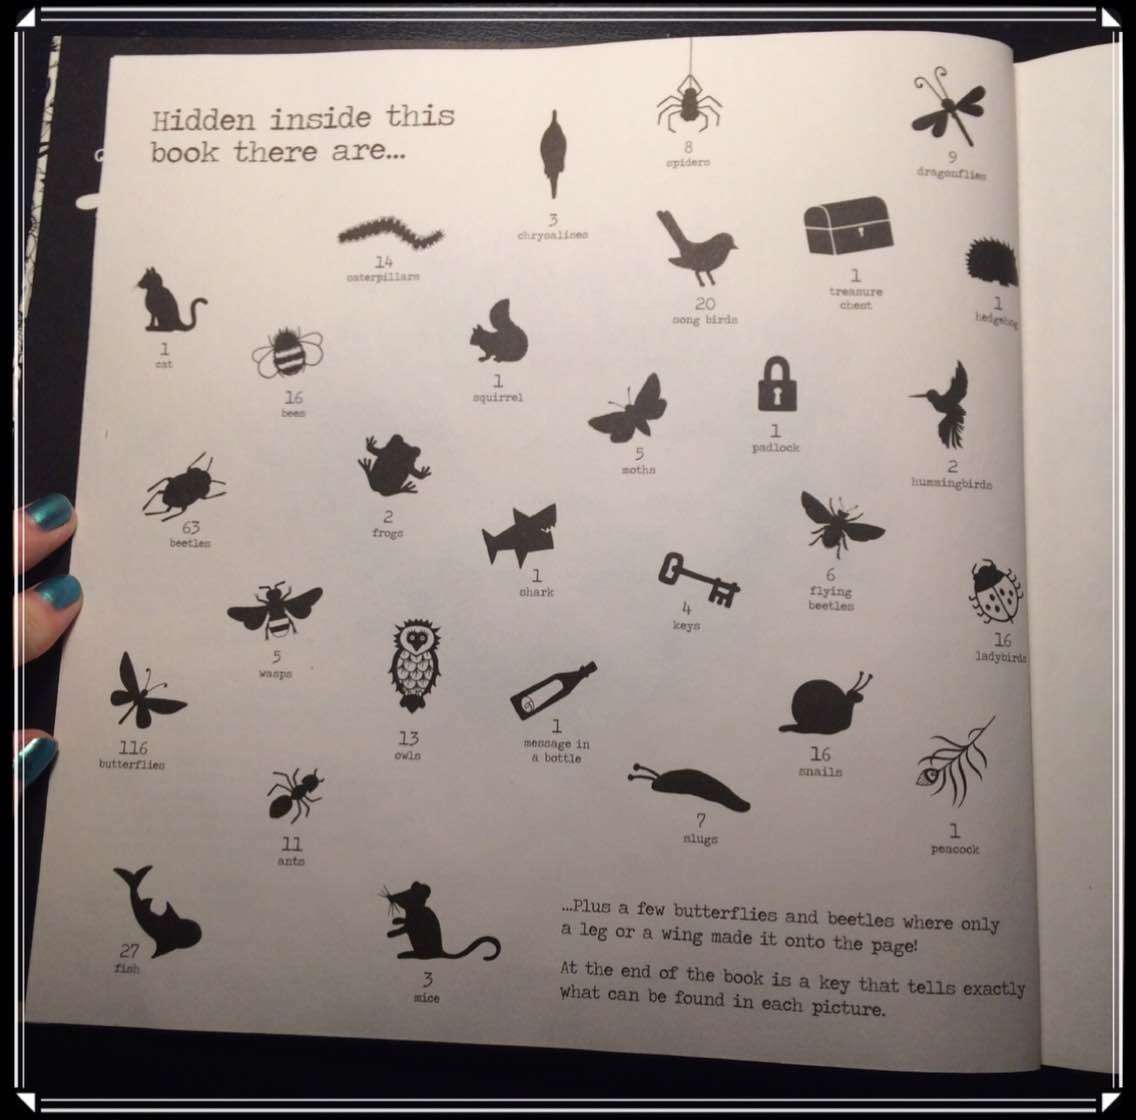 Hidden inside this
book there are...
8
spiders
9
dragonflies
3
chrysalises
14
caterpillars
20
song birds
1
treasure
chest
1
hedgehog
1
cat
16
bees
1
squirrel
5
moths
1
padlock
2
hummingbirds
63
beetles
2
frogs
1
shark
4
keys
6
flying
beetles
16
ladybirds
5
wasps
116
butterflies
13
owls
1
message in
a bottle
16
snails
11
ants
7
slugs
1
peacock
27
fish
3
mice
...Plus a few butterflies and beetles where only
a leg or a wing made it onto the page!
At the end of the book is a key that tells exactly
what can be found in each picture.